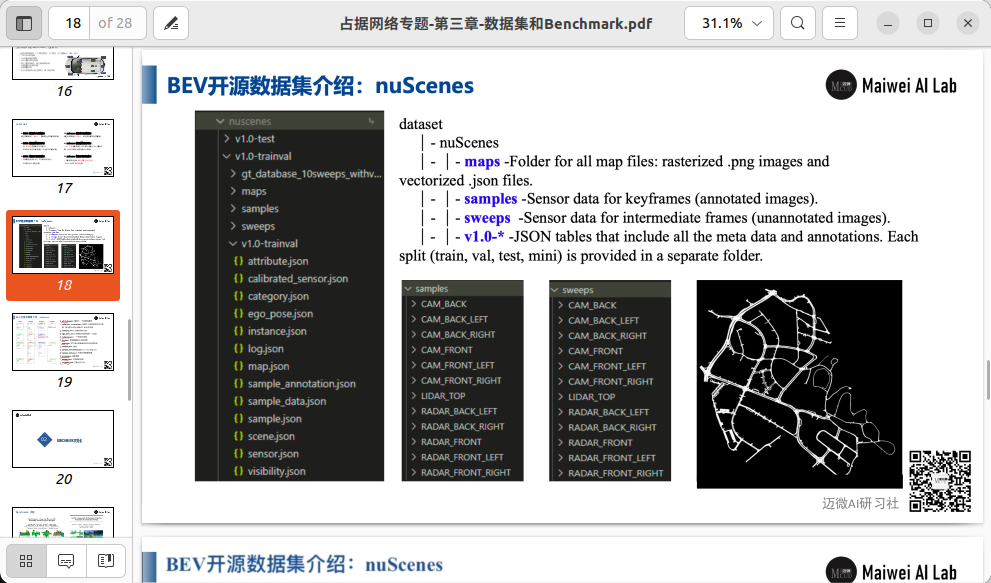 18 of 28
占据网络专题-第三章-数据集和Benchmark.pdf
31.1%
16
17
18
19
20
BEV开源数据集介绍：nuScenes
Maiwei AI Lab
nuscenes
v1.0-test
v1.0-trainval
gt_database_10sweeps_withv...
maps
samples
sweeps
v1.0-trainval
{} attribute.json
{} calibrated_sensor.json
{} category.json
{} ego_pose.json
{} instance.json
{} log.json
{} map.json
{} sample_annotation.json
{} sample_data.json
{} sample.json
{} scene.json
{} sensor.json
{} visibility.json
dataset
| - nuScenes
| - | - maps -Folder for all map files: rasterized .png images and
vectorized .json files.
| - | - samples -Sensor data for keyframes (annotated images).
| - | - sweeps -Sensor data for intermediate frames (unannotated images).
| - | - v1.0-* -JSON tables that include all the meta data and annotations. Each
split (train, val, test, mini) is provided in a separate folder.
samples
CAM_BACK
CAM_BACK_LEFT
CAM_BACK_RIGHT
CAM_FRONT
CAM_FRONT_LEFT
CAM_FRONT_RIGHT
LIDAR_TOP
RADAR_BACK_LEFT
RADAR_BACK_RIGHT
RADAR_FRONT
RADAR_FRONT_LEFT
RADAR_FRONT_RIGHT
sweeps
CAM_BACK
CAM_BACK_LEFT
CAM_BACK_RIGHT
CAM_FRONT
CAM_FRONT_LEFT
CAM_FRONT_RIGHT
LIDAR_TOP
RADAR_BACK_LEFT
RADAR_BACK_RIGHT
RADAR_FRONT
RADAR_FRONT_LEFT
RADAR_FRONT_RIGHT
迈微AI研习社
BEV开源数据集介绍：nuScenes
Maiwei AI Lab